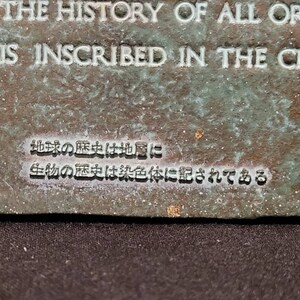 THE HISTORY OF ALL OR
IS INSCRIBED IN THE C
地球の歴史は地層に
生物の歴史は染色体に記されてある